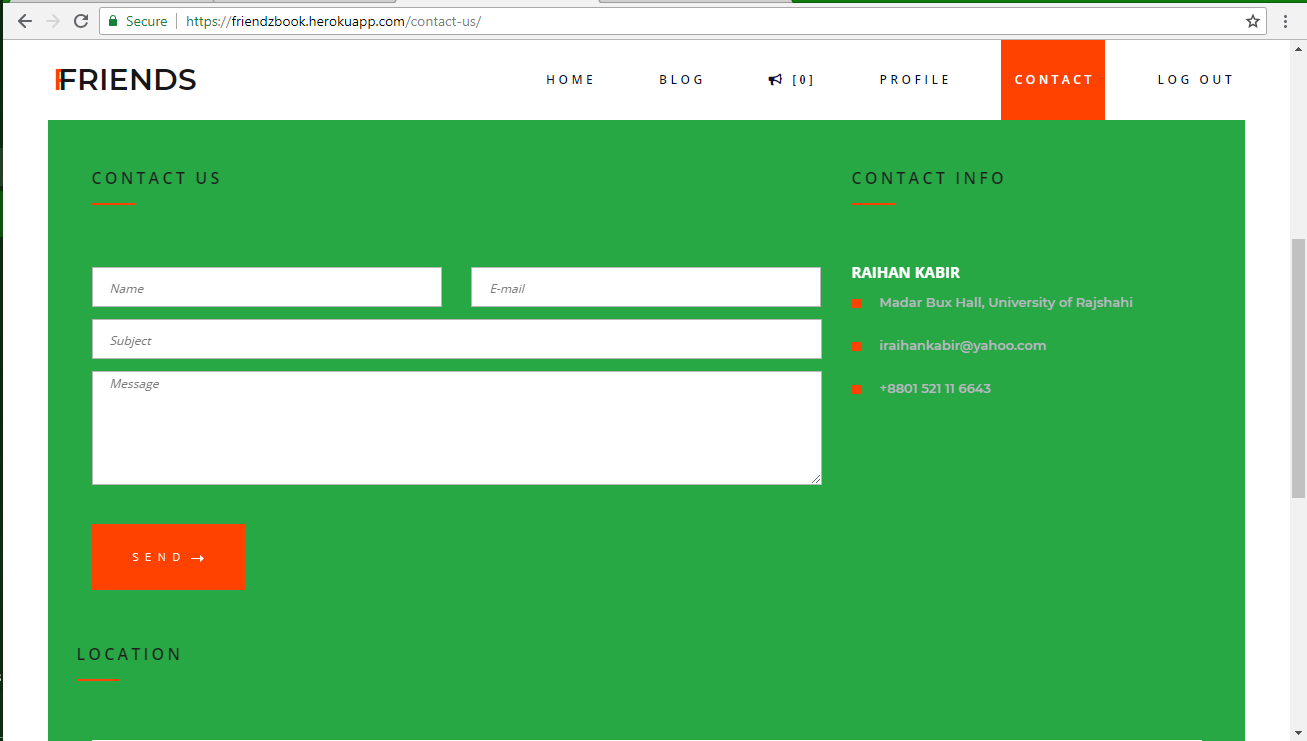 Secure https://friendzbook.herokuapp.com/contact-us/
FFRIENDS
HOME BLOG [0] PROFILE CONTACT LOG OUT
CONTACT US
CONTACT INFO
Name
E-mail
Subject
Message
SEND
RAIHAN KABIR
Madar Bux Hall, University of Rajshahi
iraihankabir@yahoo.com
+8801 521 11 6643
LOCATION